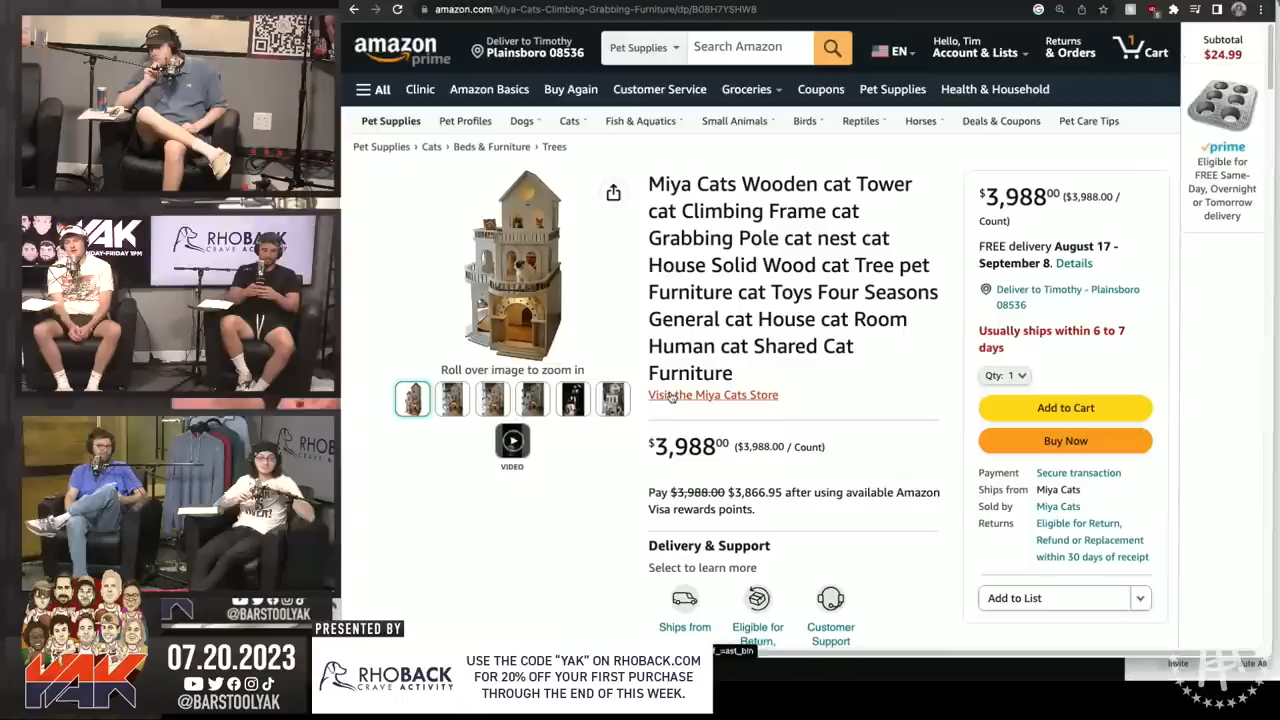 amazon.com/Miya-Cats-Climbing-Grabbing-Furniture/dp/B08H7YSHW8
amazon
prime
Deliver to Timothy
Plainsboro 08536
Pet Supplies
Search Amazon
EN
Hello, Tim
Account & Lists
Returns
& Orders
1
Cart
Subtotal
$24.99
All
Clinic
Amazon Basics
Buy Again
Customer Service
Groceries
Coupons
Pet Supplies
Health & Household
Pet Supplies
Pet Profiles
Dogs
Cats
Fish & Aquatics
Small Animals
Birds
Reptiles
Horses
Deals & Coupons
Pet Care Tips
Pet Supplies › Cats › Beds & Furniture › Trees
prime
Eligible for
FREE Same-
Day, Overnight
or Tomorrow
delivery
Roll over image to zoom in
VIDEO
Miya Cats Wooden cat Tower
cat Climbing Frame cat
Grabbing Pole cat nest cat
House Solid Wood cat Tree pet
Furniture cat Toys Four Seasons
General cat House cat Room
Human cat Shared Cat
Furniture
Visit the Miya Cats Store
$3,988.00 ($3,988.00 / Count)
Pay $3,988.00 $3,866.95 after using available Amazon
Visa rewards points.
Delivery & Support
Select to learn more
Ships from
Eligible for
Return,
Customer
Support
$3,988.00 ($3,988.00 /
Count)
FREE delivery August 17 -
September 8. Details
Deliver to Timothy - Plainsboro
08536
Usually ships within 6 to 7
days
Qty: 1
Add to Cart
Buy Now
Payment
Secure transaction
Ships from
Miya Cats
Sold by
Miya Cats
Returns
Eligible for Return,
Refund or Replacement
within 30 days of receipt
Add to List
Invite
YAK
NDAY-FRIDAY 1PM
RHOBACK
CRAVE ACTIVITY
RHOBACK
@BARSTOOLYAK
YAK
07.20.2023
@BARSTOOLYAK
PRESENTED BY
RHOBACK
CRAVE ACTIVITY
USE THE CODE "YAK" ON RHOBACK.COM
FOR 20% OFF YOUR FIRST PURCHASE
THROUGH THE END OF THIS WEEK.